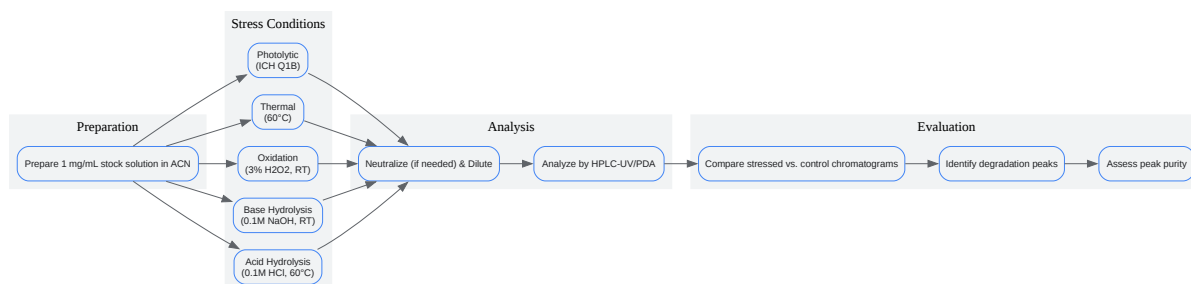 Stress Conditions
Photolytic
(ICH Q1B)
Thermal
(60°C)
Preparation
Prepare 1 mg/mL stock solution in ACN
Oxidation
(3% H2O2, RT)
Base Hydrolysis
(0.1M NaOH, RT)
Acid Hydrolysis
(0.1M HCl, 60°C)
Analysis
Neutralize (if needed) & Dilute
Analyze by HPLC-UV/PDA
Evaluation
Compare stressed vs. control chromatograms
Identify degradation peaks
Assess peak purity